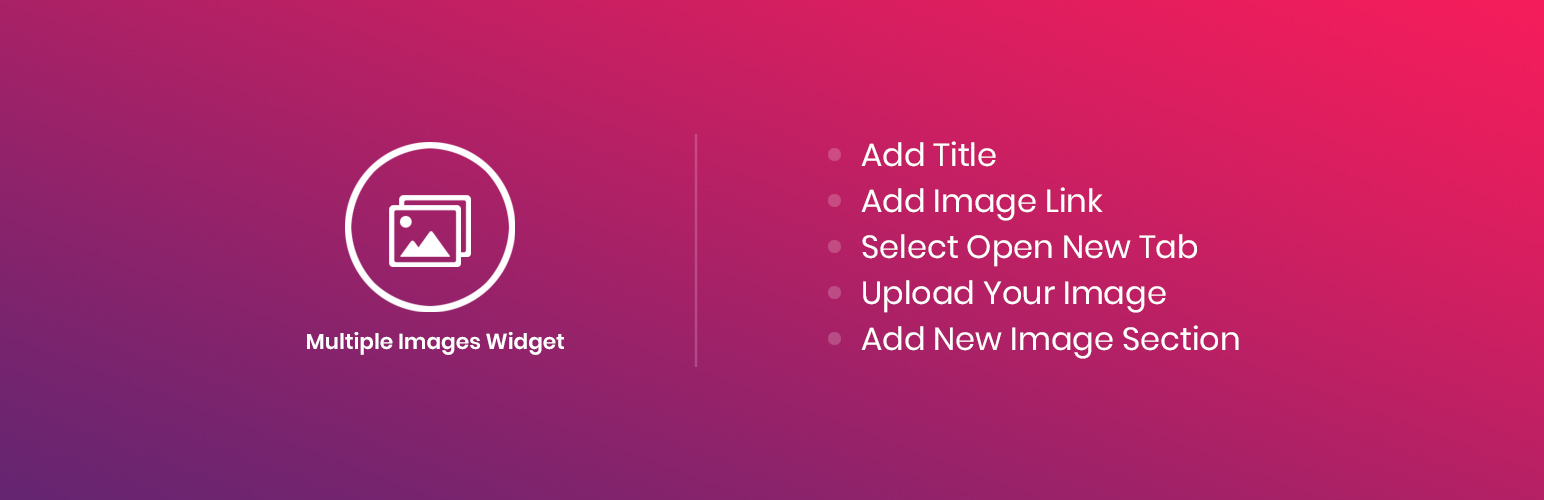 Multiple Images Widget
Add Title
Add Image Link
Select Open New Tab
Upload Your Image
Add New Image Section